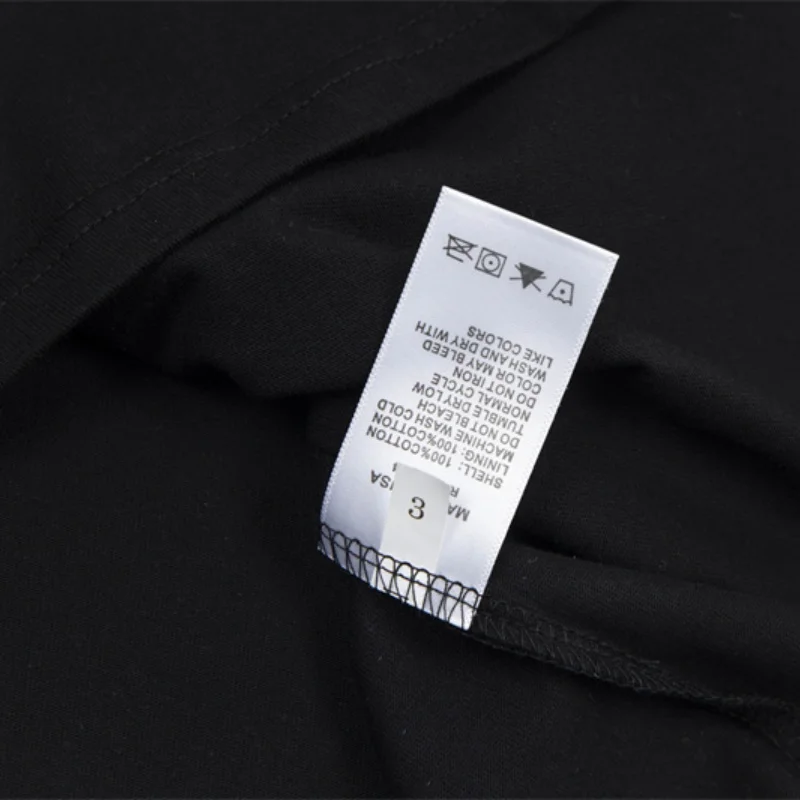 3
SHELL: 100%COTTON
LINING: 100%COTTON
MACHINE WASH COLD
DO NOT BLEACH
TUMBLE DRY LOW
NORMAL CYCLE
DO NOT IRON
COLOR MAY BLEED
WASH AND DRY WITH
LIKE COLORS